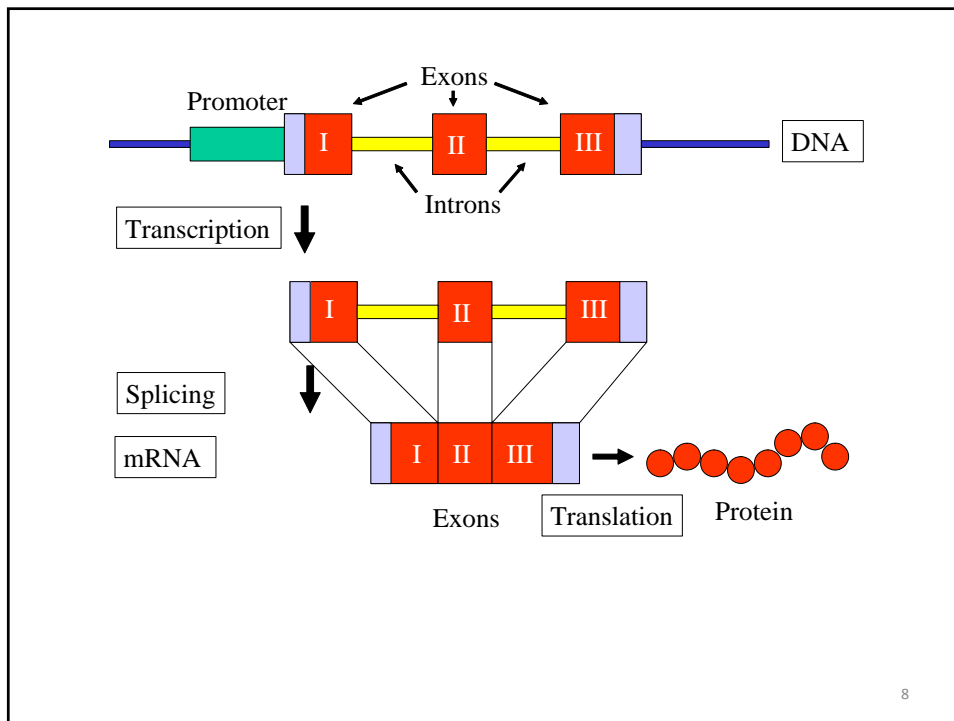 Exons
Promoter
I
II
III
DNA
Introns
Transcription
I
II
III
Splicing
mRNA
I
II
III
Exons
Translation
Protein
8